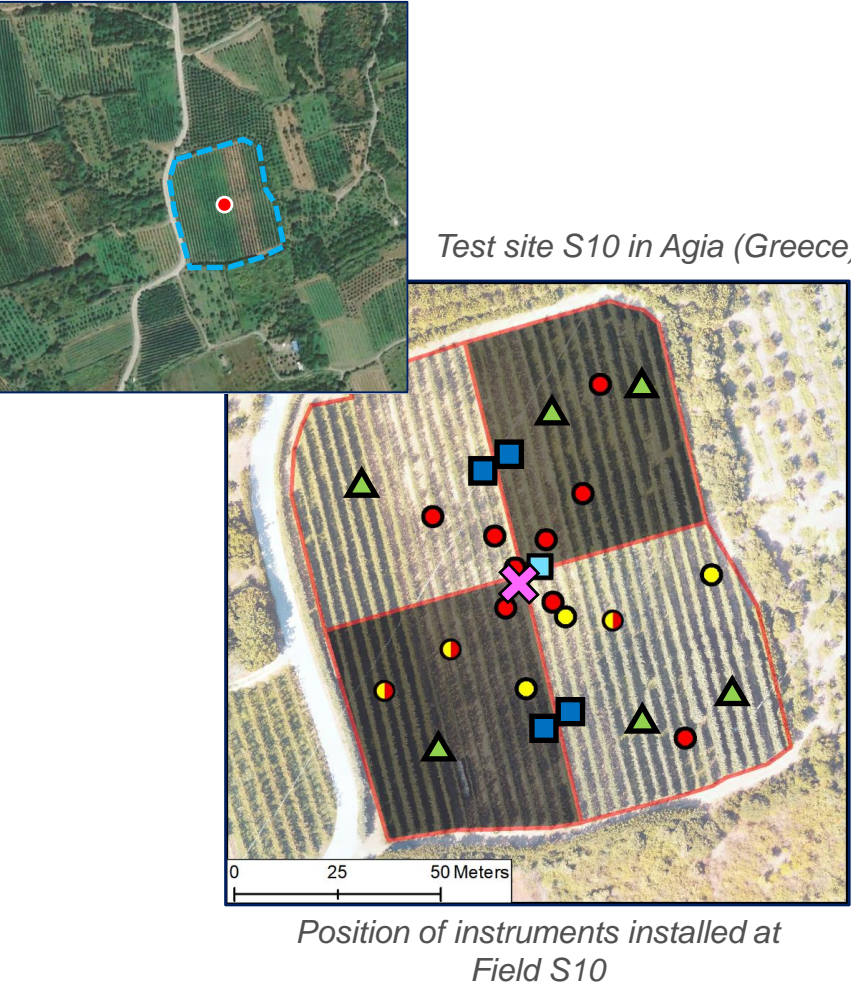 Test site S10 in Agia (Greece)
0 25 50 Meters
Position of instruments installed at
Field S10